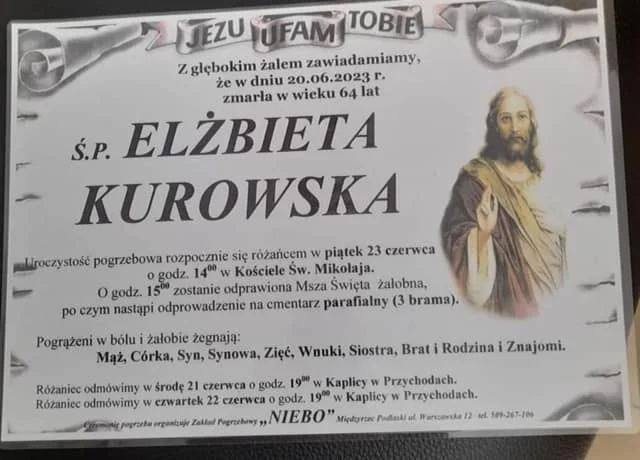 JEZU UFAM TOBIE
Z głębokim żalem zawiadamiamy,
że w dniu 20.06.2023 r.
zmarła w wieku 64 lat
Ś.P. ELŻBIETA
KUROWSKA
Uroczystość pogrzebowa rozpocznie się różańcem w piątek 23 czerwca
o godz. 14⁰⁰ w Kościele Św. Mikołaja.
O godz. 15⁰⁰ zostanie odprawiona Msza Święta żałobna,
po czym nastąpi odprowadzenie na cmentarz parafialny (3 brama).
Pogrążeni w bólu i żałobie żegnają:
Mąż, Córka, Syn, Synowa, Zięć, Wnuki, Siostra, Brat i Rodzina i Znajomi.
Różaniec odmówimy w środę 21 czerwca o godz. 19⁰⁰ w Kaplicy w Przychodach.
Różaniec odmówimy w czwartek 22 czerwca o godz. 19⁰⁰ w Kaplicy w Przychodach.
Ceremonię pogrzebu organizuje Zakład Pogrzebowy „NIEBO” Międzyrzec Podlaski ul. Warszawska 12 tel. 509-267-106